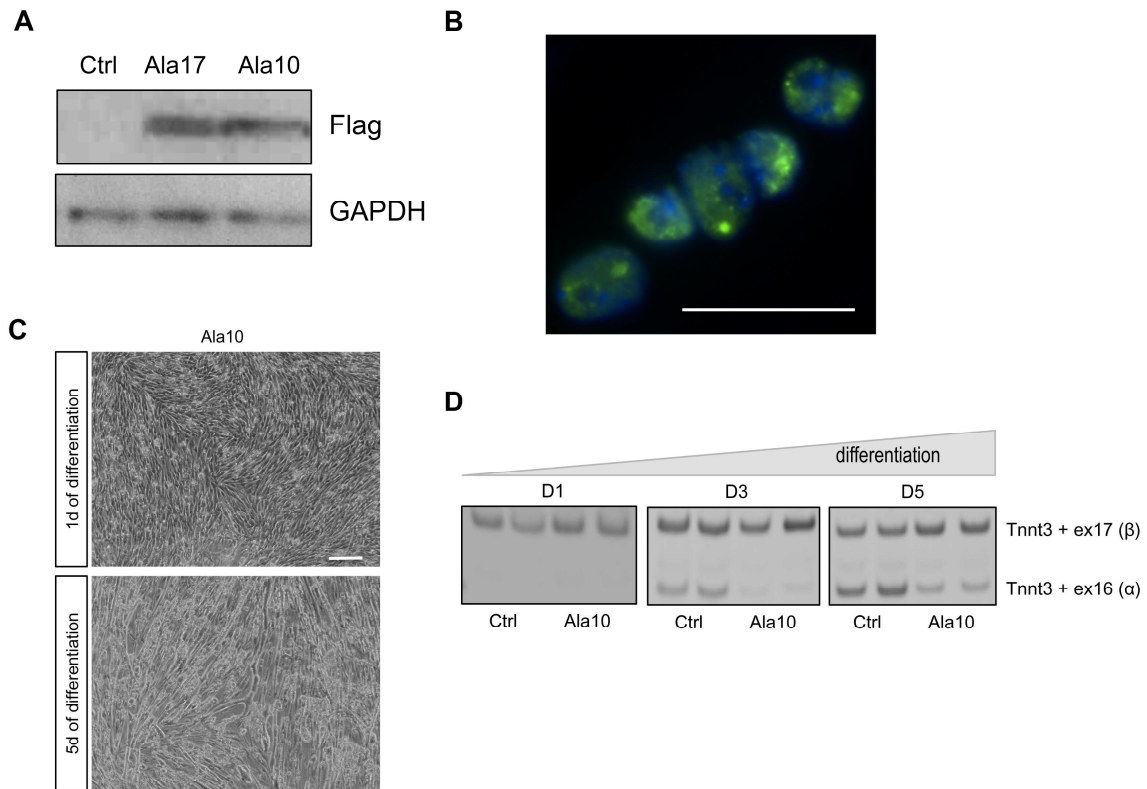 A
Ctrl Ala17 Ala10
Flag
GAPDH
B
C
Ala10
1d of differentiation
5d of differentiation
D
differentiation
D1 D3 D5
Tnnt3 + ex17 (β)
Tnnt3 + ex16 (α)
Ctrl Ala10 Ctrl Ala10 Ctrl Ala10